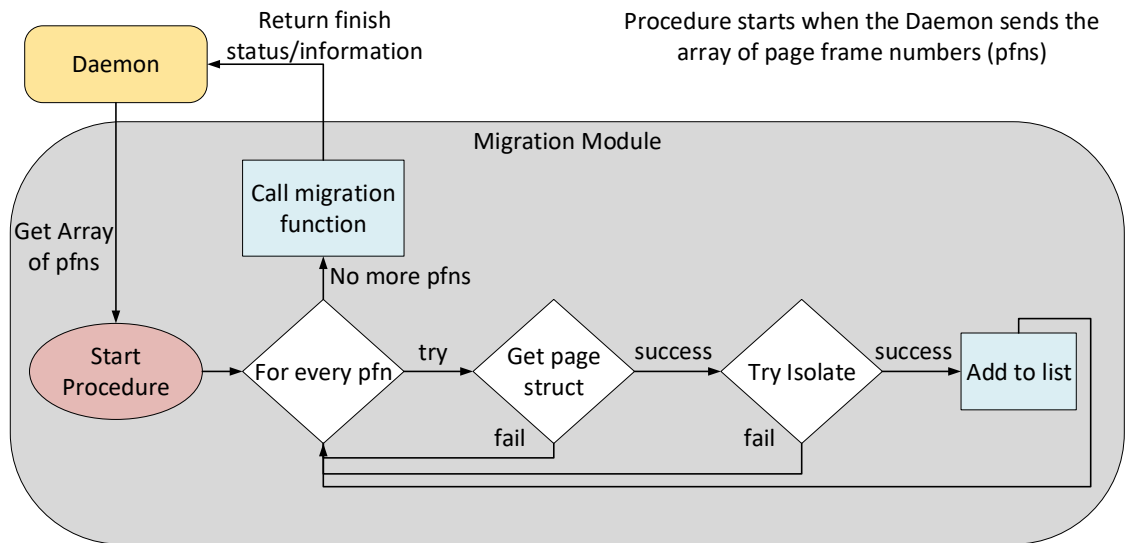 Return finish
status/information
Procedure starts when the Daemon sends the
array of page frame numbers (pfns)
Daemon
Migration Module
Call migration
function
Get Array
of pfns
No more pfns
Start
Procedure
For every pfn
try
Get page
struct
success
Try Isolate
success
Add to list
fail
fail